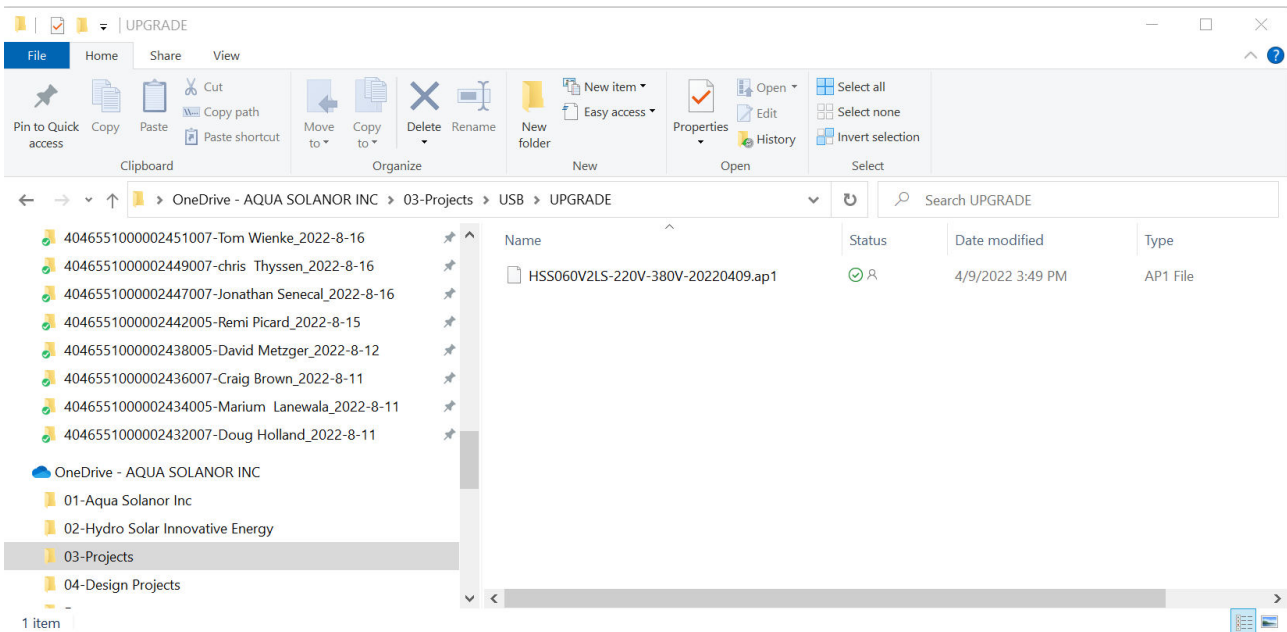 UPGRADE
File Home Share View
Pin to Quick access
Copy
Paste
Cut
Copy path
Paste shortcut
Clipboard
Move to
Copy to
Delete
Rename
Organize
New folder
New item
Easy access
New
Properties
Open
Edit
History
Open
Select all
Select none
Invert selection
Select
OneDrive - AQUA SOLANOR INC > 03-Projects > USB > UPGRADE
Search UPGRADE
4046551000002451007-Tom Wienke_2022-8-16
4046551000002449007-chris Thyssen_2022-8-16
4046551000002447007-Jonathan Senecal_2022-8-16
4046551000002442005-Remi Picard_2022-8-15
4046551000002438005-David Metzger_2022-8-12
4046551000002436007-Craig Brown_2022-8-11
4046551000002434005-Marium Lanewala_2022-8-11
4046551000002432007-Doug Holland_2022-8-11
OneDrive - AQUA SOLANOR INC
01-Aqua Solanor Inc
02-Hydro Solar Innovative Energy
03-Projects
04-Design Projects
Name Status Date modified Type
HSS060V2LS-220V-380V-20220409.ap1 4/9/2022 3:49 PM AP1 File
1 item